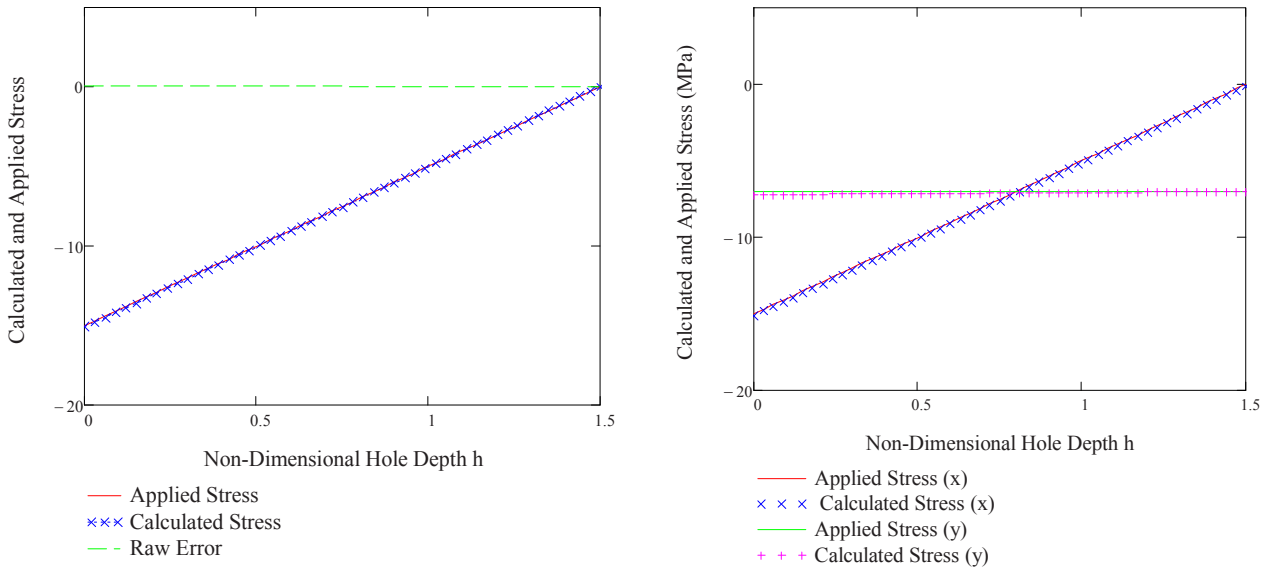 Calculated and Applied Stress
0
−10
−20
0
0.5
1
1.5
Non-Dimensional Hole Depth h
Applied Stress
Calculated Stress
Raw Error
Calculated and Applied Stress (MPa)
0
−10
−20
0
0.5
1
1.5
Non-Dimensional Hole Depth h
Applied Stress (x)
Calculated Stress (x)
Applied Stress (y)
Calculated Stress (y)